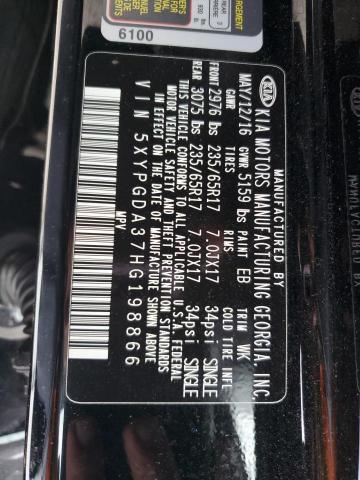 KIA
MANUFACTURED BY
KIA MOTORS MANUFACTURING GEORGIA, INC.
MAY/12/16 GVWR 5159 lbs PAINT EB TRIM WK
GAWR TIRES RIMS COLD TIRE INFL
FRONT 2976 lbs 235/65R17 7.0JX17 34psi SINGLE
REAR 3075 lbs 235/65R17 7.0JX17 34psi SINGLE
THIS VEHICLE CONFORMS TO ALL APPLICABLE U.S.A. FEDERAL
MOTOR VEHICLE SAFETY AND THEFT PREVENTION STANDARDS
IN EFFECT ON THE DATE OF MANUFACTURE SHOWN ABOVE
VIN 5XYPGDA37HG198866
MPV
6100